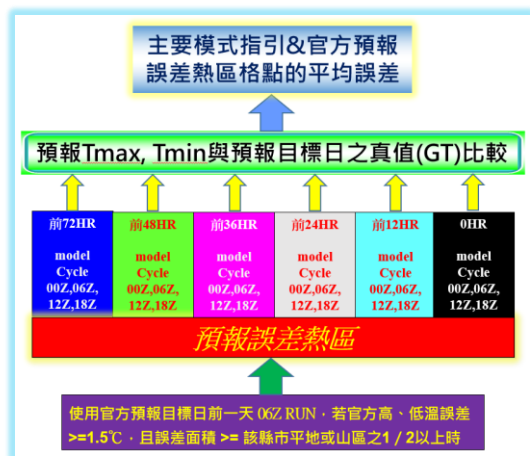 主要模式指引&官方預報
誤差熱區格點的平均誤差
預報Tmax, Tmin與預報目標日之真值(GT)比較
前72HR
model
Cycle
00Z,06Z,
12Z,18Z
前48HR
model
Cycle
00Z,06Z,
12Z,18Z
前36HR
model
Cycle
00Z,06Z,
12Z,18Z
前24HR
model
Cycle
00Z,06Z,
12Z,18Z
前12HR
model
Cycle
00Z,06Z,
12Z,18Z
0HR
model
Cycle
00Z,06Z,
12Z,18Z
預報誤差熱區
使用官方預報目標日前一天 06Z RUN，若官方高、低溫誤差
>=1.5℃，且誤差面積 >= 該縣市平地或山區之1 / 2以上時